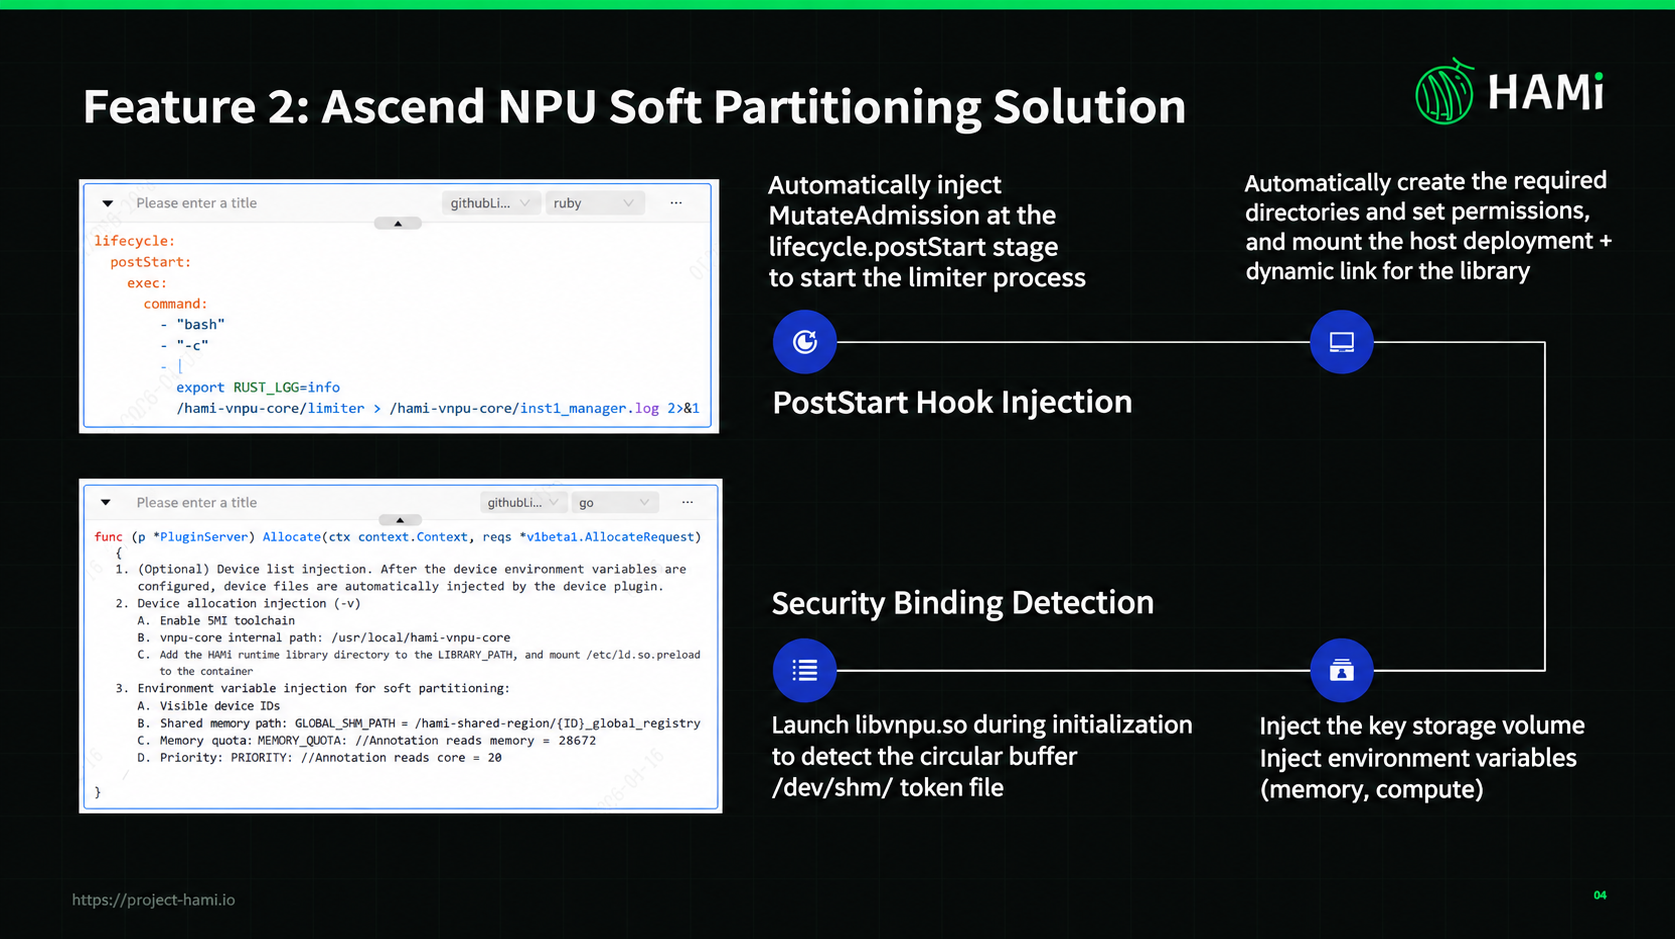 Feature 2: Ascend NPU Soft Partitioning Solution
HAMi
Please enter a title
githubLi...
ruby
...
lifecycle:
postStart:
exec:
command:
- "bash"
- "-c"
- |
export RUST_LGG=info
/hami-vnpu-core/limiter > /hami-vnpu-core/inst1_manager.log 2>&1
Please enter a title
githubLi...
go
...
func (p *PluginServer) Allocate(ctx context.Context, reqs *v1beta1.AllocateRequest)
{
1. (Optional) Device list injection. After the device environment variables are
configured, device files are automatically injected by the device plugin.
2. Device allocation injection (-v)
A. Enable 5MI toolchain
B. vnpu-core internal path: /usr/local/hami-vnpu-core
C. Add the HAMi runtime library directory to the LIBRARY_PATH, and mount /etc/ld.so.preload
to the container
3. Environment variable injection for soft partitioning:
A. Visible device IDs
B. Shared memory path: GLOBAL_SHM_PATH = /hami-shared-region/{ID}_global_registry
C. Memory quota: MEMORY_QUOTA: //Annotation reads memory = 28672
D. Priority: PRIORITY: //Annotation reads core = 20
}
Automatically inject
MutateAdmission at the
lifecycle.postStart stage
to start the limiter process
Automatically create the required
directories and set permissions,
and mount the host deployment +
dynamic link for the library
PostStart Hook Injection
Security Binding Detection
Launch libvnpu.so during initialization
to detect the circular buffer
/dev/shm/ token file
Inject the key storage volume
Inject environment variables
(memory, compute)
https://project-hami.io
04